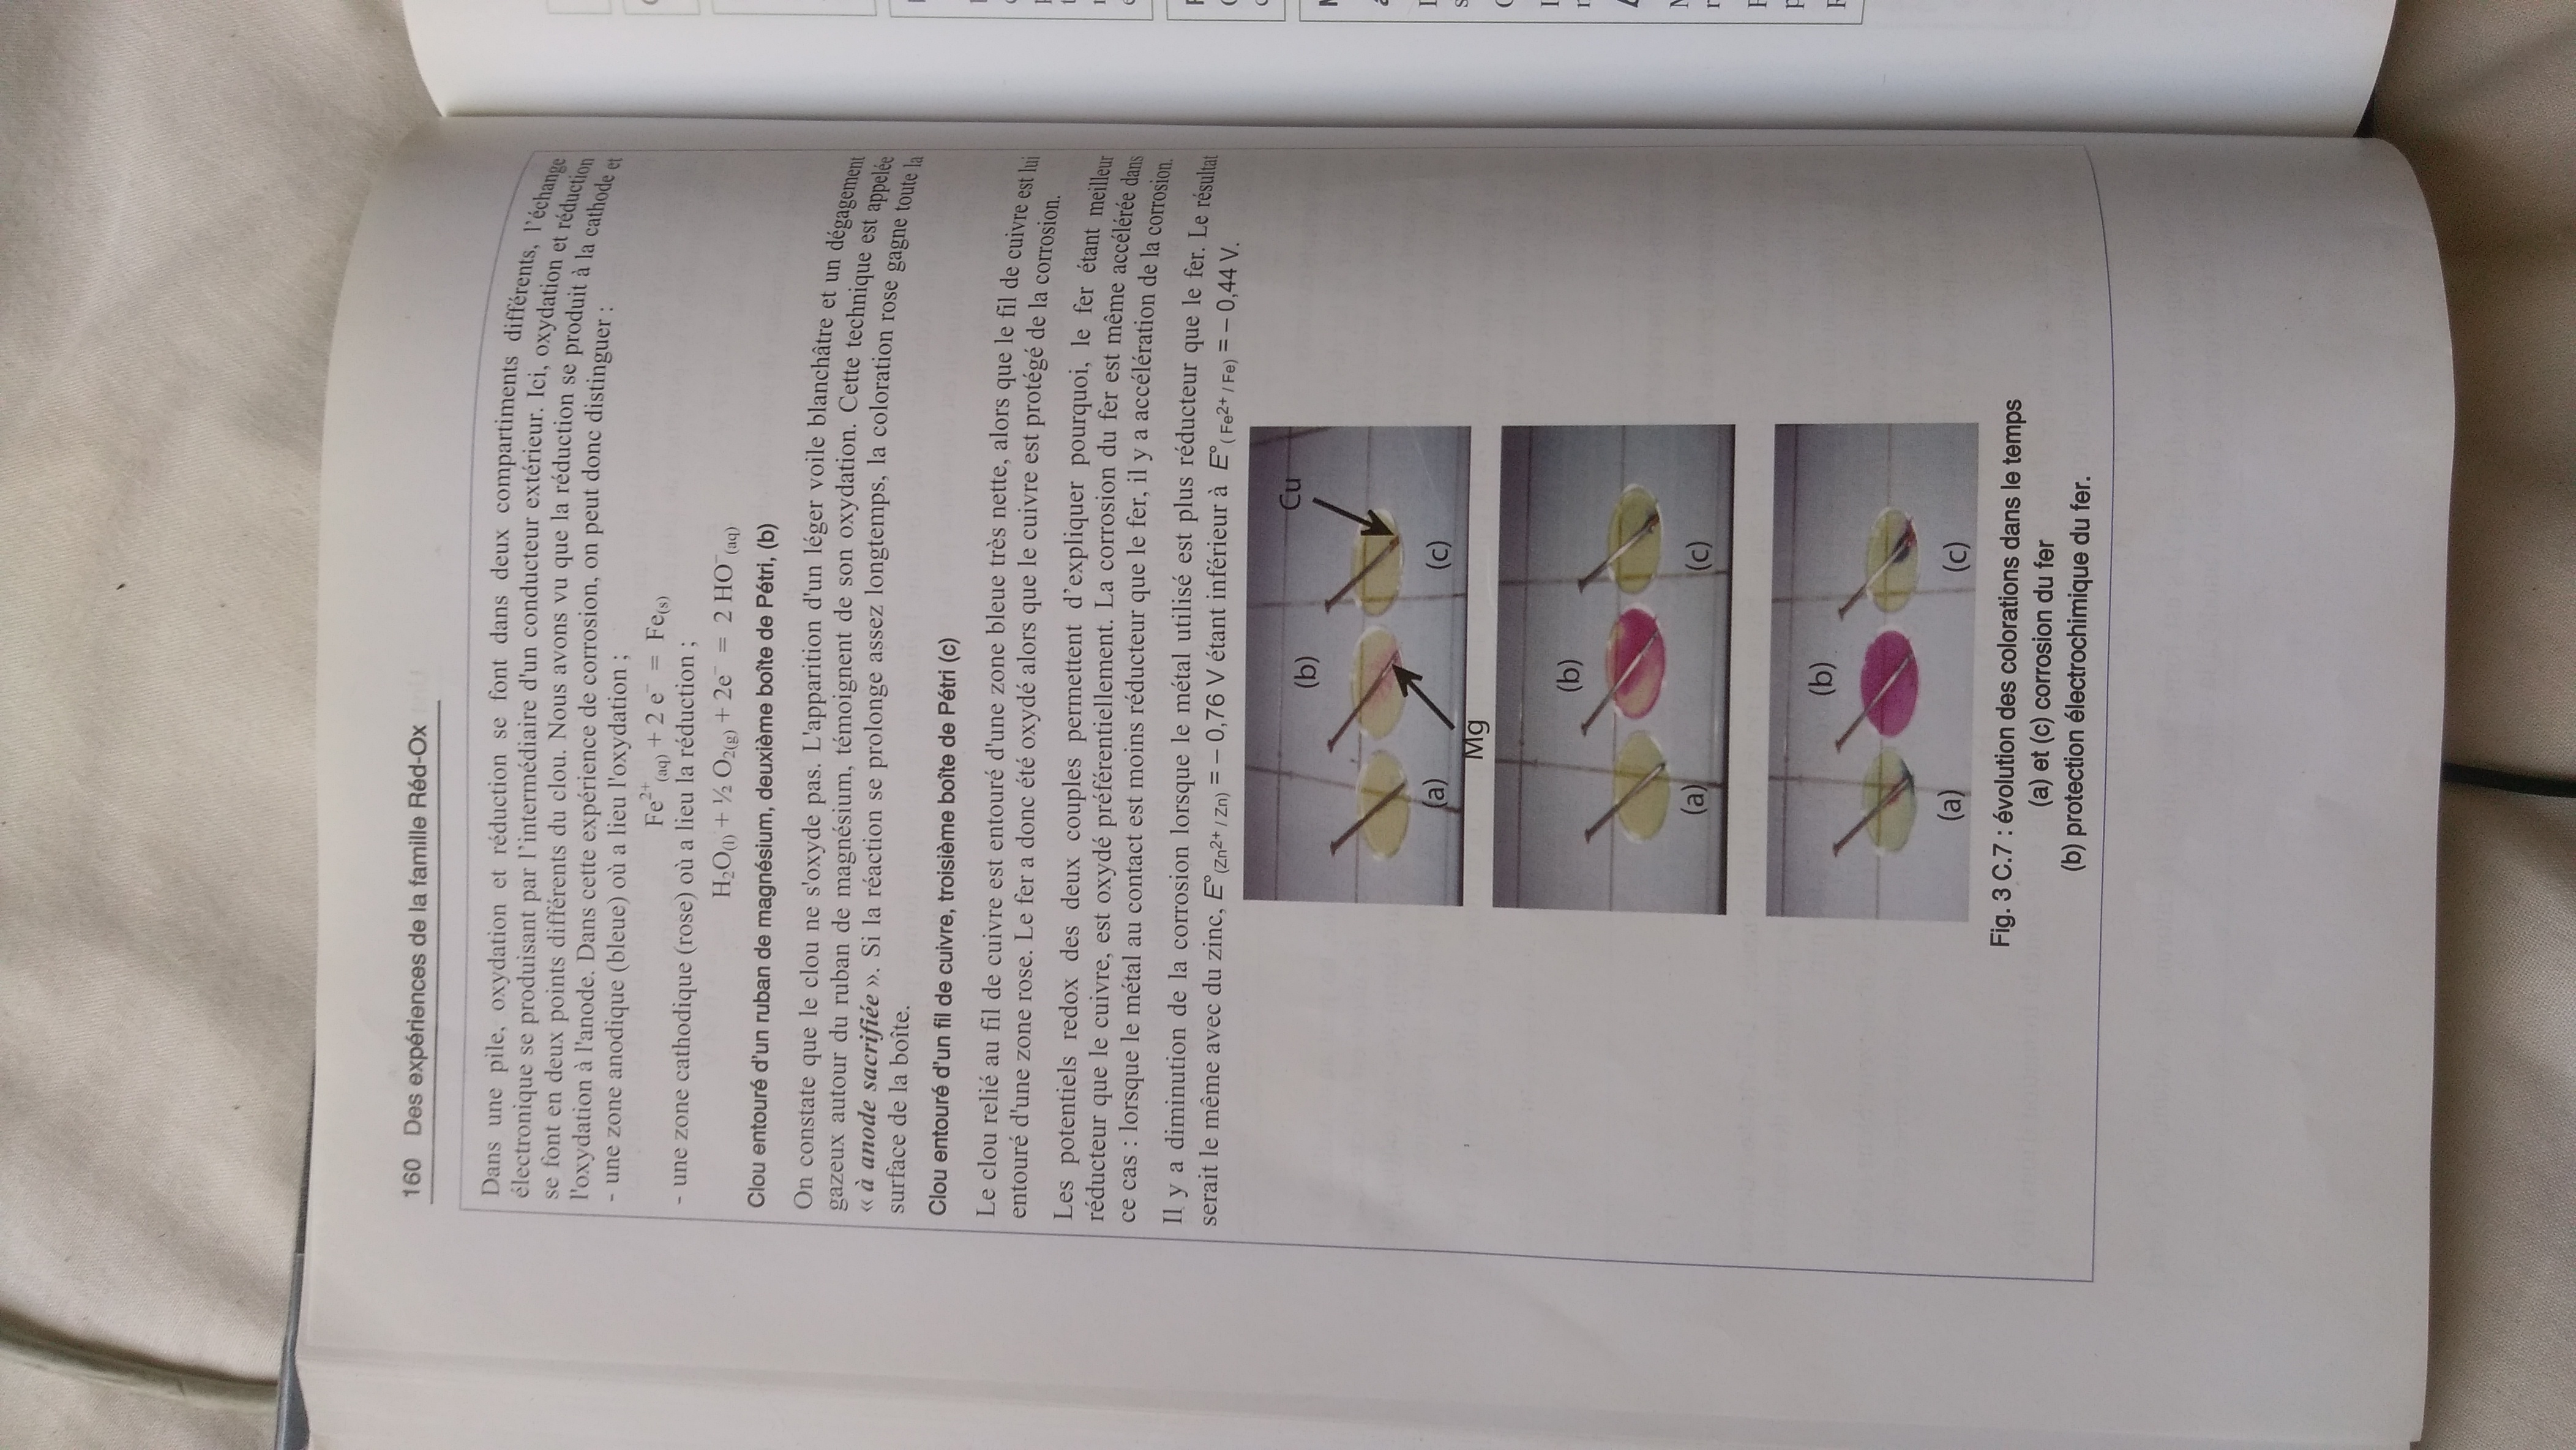 160 Des expériences de la famille Réd-Ox
Dans une pile, oxydation et réduction se font dans deux compartiments différents, l'échange
électronique se produisant par l'intermédiaire d'un conducteur extérieur. Ici, oxydation et réduction
se font en deux points différents du clou. Nous avons vu que la réduction se produit à la cathode et
l'oxydation à l'anode. Dans cette expérience de corrosion, on peut donc distinguer :
- une zone anodique (bleue) où a lieu l'oxydation ;
Fe²⁺(aq) + 2 e⁻ = Fe(s)
- une zone cathodique (rose) où a lieu la réduction ;
H₂O(l) + ½ O₂(g) + 2e⁻ = 2 HO⁻(aq)
Clou entouré d'un ruban de magnésium, deuxième boîte de Pétri, (b)
On constate que le clou ne s'oxyde pas. L'apparition d'un léger voile blanchâtre et un dégagement
gazeux autour du ruban de magnésium, témoignent de son oxydation. Cette technique est appelée
« à anode sacrifiée ». Si la réaction se prolonge assez longtemps, la coloration rose gagne toute la
surface de la boîte.
Clou entouré d'un fil de cuivre, troisième boîte de Pétri (c)
Le clou relié au fil de cuivre est entouré d'une zone bleue très nette, alors que le fil de cuivre est lui
entouré d'une zone rose. Le fer a donc été oxydé alors que le cuivre est protégé de la corrosion.
Les potentiels redox des deux couples permettent d'expliquer pourquoi, le fer étant meilleur
réducteur que le cuivre, est oxydé préférentiellement. La corrosion du fer est même accélérée dans
ce cas : lorsque le métal au contact est moins réducteur que le fer, il y a accélération de la corrosion.
Il y a diminution de la corrosion lorsque le métal utilisé est plus réducteur que le fer. Le résultat
serait le même avec du zinc, E°(Zn²⁺ / Zn) = – 0,76 V étant inférieur à E°( Fe²⁺ / Fe) = – 0,44 V.
Cu
(b)
(a)
(c)
Mg
(b)
(a)
(c)
(b)
(a)
(c)
Fig. 3 C.7 : évolution des colorations dans le temps
(a) et (c) corrosion du fer
(b) protection électrochimique du fer.